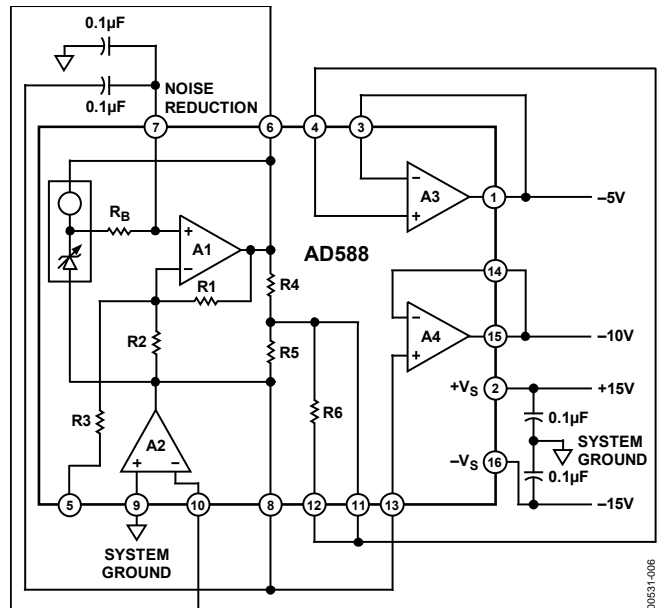 0.1µF
0.1µF
NOISE
REDUCTION
7
6
4
3
RB
A1
A3
1
–5V
AD588
R4
14
R1
R2
R5
A4
15
–10V
R6
+VS
2
+15V
R3
0.1µF
A2
SYSTEM
GROUND
–VS
16
0.1µF
5
9
10
8
12
11
13
–15V
SYSTEM
GROUND
00531-006